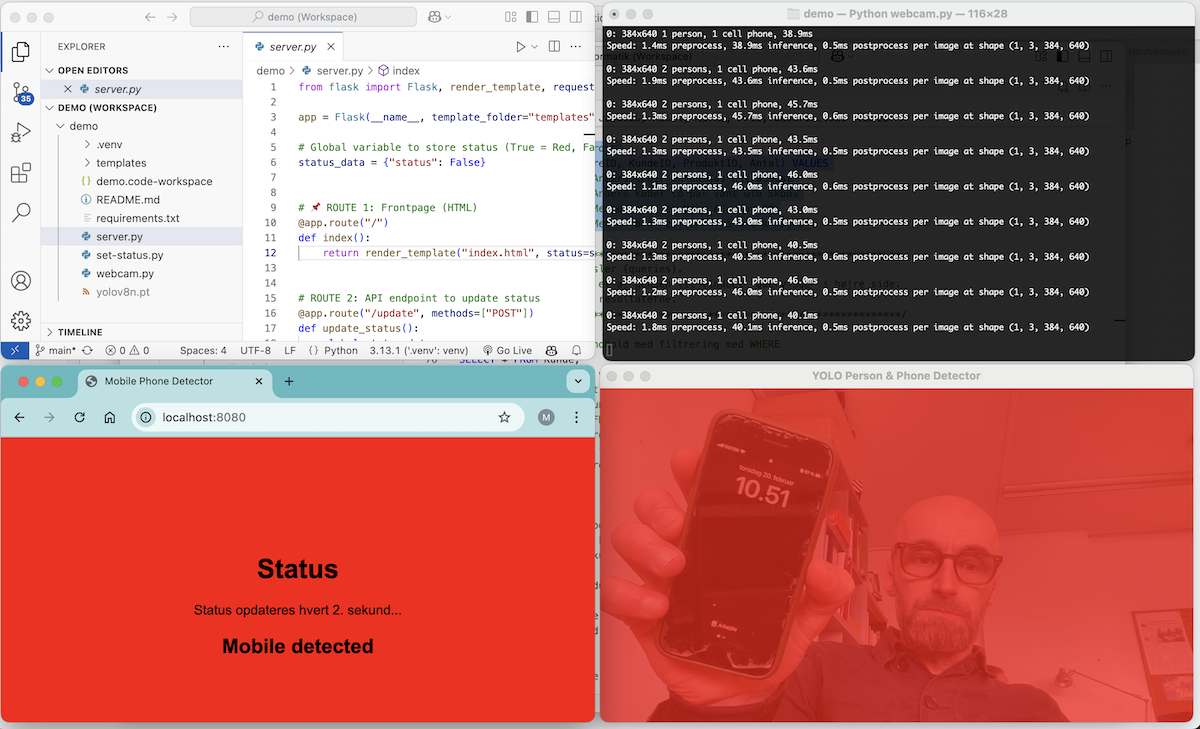 demo (Workspace)
EXPLORER
OPEN EDITORS
server.py
DEMO (WORKSPACE)
demo
.venv
templates
demo.code-workspace
README.md
requirements.txt
server.py
set-status.py
webcam.py
yolov8n.pt
TIMELINE
35
server.py
demo > server.py > index
1 from flask import Flask, render_template, request
2
3 app = Flask(__name__, template_folder="templates"
4
5 # Global variable to store status (True = Red, Fa
6 status_data = {"status": False}
7
8
9 # 📌 ROUTE 1: Frontpage (HTML)
10 @app.route("/")
11 def index():
12 return render_template("index.html", status=s
13
14
15 # ROUTE 2: API endpoint to update status
16 @app.route("/update", methods=["POST"])
17 def update_status():
main* 0 0 Spaces: 4 UTF-8 LF {} Python 3.13.1 ('.venv': venv) Go Live
demo — Python webcam.py — 116×28
0: 384x640 1 person, 1 cell phone, 38.9ms
Speed: 1.4ms preprocess, 38.9ms inference, 0.5ms postprocess per image at shape (1, 3, 384, 640)
0: 384x640 2 persons, 1 cell phone, 43.6ms
Speed: 1.9ms preprocess, 43.6ms inference, 0.5ms postprocess per image at shape (1, 3, 384, 640)
0: 384x640 2 persons, 1 cell phone, 45.7ms
Speed: 1.3ms preprocess, 45.7ms inference, 0.6ms postprocess per image at shape (1, 3, 384, 640)
0: 384x640 2 persons, 1 cell phone, 43.5ms
Speed: 1.3ms preprocess, 43.5ms inference, 0.5ms postprocess per image at shape (1, 3, 384, 640)
0: 384x640 2 persons, 1 cell phone, 46.0ms
Speed: 1.1ms preprocess, 46.0ms inference, 0.6ms postprocess per image at shape (1, 3, 384, 640)
0: 384x640 2 persons, 1 cell phone, 43.0ms
Speed: 1.3ms preprocess, 43.0ms inference, 0.5ms postprocess per image at shape (1, 3, 384, 640)
0: 384x640 2 persons, 1 cell phone, 40.5ms
Speed: 1.3ms preprocess, 40.5ms inference, 0.6ms postprocess per image at shape (1, 3, 384, 640)
0: 384x640 2 persons, 1 cell phone, 46.0ms
Speed: 1.2ms preprocess, 46.0ms inference, 0.5ms postprocess per image at shape (1, 3, 384, 640)
0: 384x640 2 persons, 1 cell phone, 40.1ms
Speed: 1.8ms preprocess, 40.1ms inference, 0.5ms postprocess per image at shape (1, 3, 384, 640)
Mobile Phone Detector
localhost:8080
M
Status
Status opdateres hvert 2. sekund...
Mobile detected
YOLO Person & Phone Detector
torsdag 20. februar
10.51